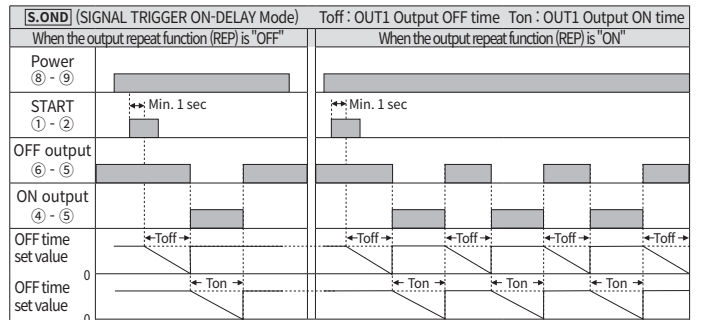 S.OND (SIGNAL TRIGGER ON-DELAY Mode) Toff : OUT1 Output OFF time Ton : OUT1 Output ON time
When the output repeat function (REP) is "OFF" When the output repeat function (REP) is "ON"
Power
⑧ - ⑨
START
① - ②
Min. 1 sec Min. 1 sec
OFF output
⑥ - ⑤
ON output
④ - ⑤
OFF time
set value
Toff Toff Toff Toff Toff
0
OFF time
set value
Ton Ton Ton Ton
0